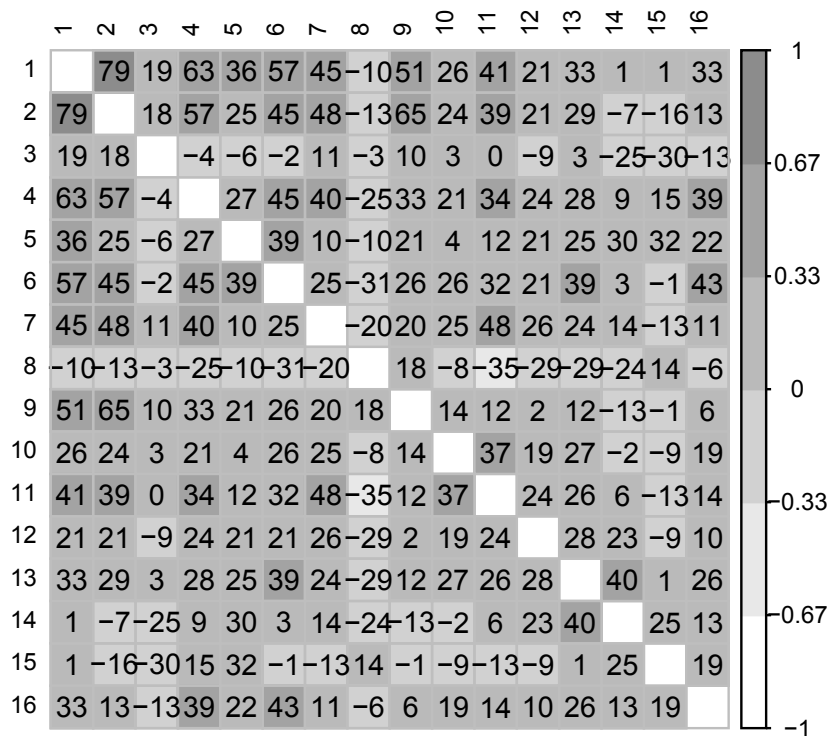 1 2 3 4 5 6 7 8 9 10 11 12 13 14 15 16
1 79 19 63 36 57 45 −10 51 26 41 21 33 1 1 33 1
2 79 18 57 25 45 48 −13 65 24 39 21 29 −7 −16 13
3 19 18 −4 −6 −2 11 −3 10 3 0 −9 3 −25 −30 −13 0.67
4 63 57 −4 27 45 40 −25 33 21 34 24 28 9 15 39
5 36 25 −6 27 39 10 −10 21 4 12 21 25 30 32 22
6 57 45 −2 45 39 25 −31 26 26 32 21 39 3 −1 43 0.33
7 45 48 11 40 10 25 −20 20 25 48 26 24 14 −13 11
8 −10 −13 −3 −25 −10 −31 −20 18 −8 −35 −29 −29 −24 14 −6 0
9 51 65 10 33 21 26 20 18 14 12 2 12 −13 −1 6
10 26 24 3 21 4 26 25 −8 14 37 19 27 −2 −9 19
11 41 39 0 34 12 32 48 −35 12 37 24 26 6 −13 14 −0.33
12 21 21 −9 24 21 21 26 −29 2 19 24 28 23 −9 10
13 33 29 3 28 25 39 24 −29 12 27 26 28 40 1 26
14 1 −7 −25 9 30 3 14 −24 −13 −2 6 23 40 25 13 −0.67
15 1 −16 −30 15 32 −1 −13 14 −1 −9 −13 −9 1 25 19
16 33 13 −13 39 22 43 11 −6 6 19 14 10 26 13 19 −1